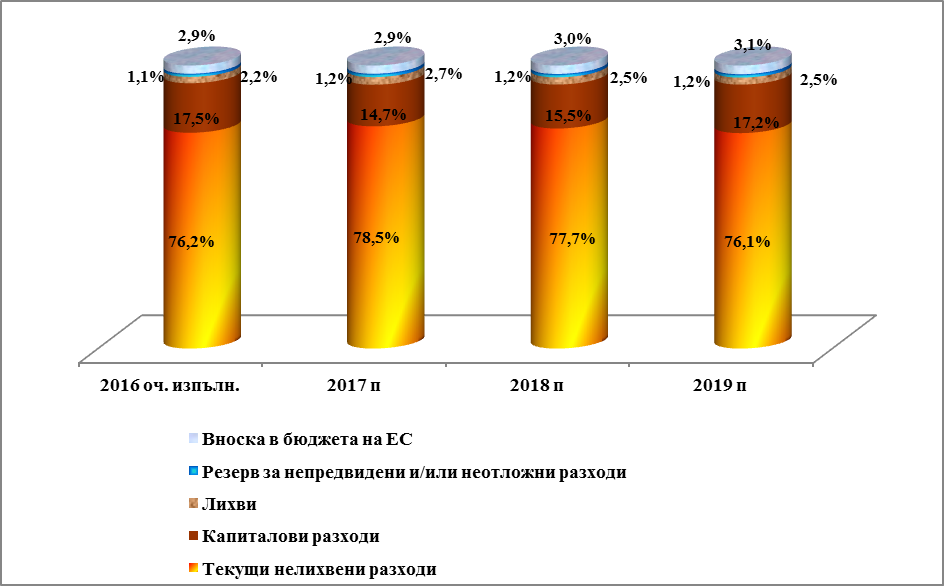 2,9% 2,9% 3,0% 3,1%
1,1% 2,2% 1,2% 2,7% 1,2% 2,5% 1,2% 2,5%
17,5% 14,7% 15,5% 17,2%
76,2% 78,5% 77,7% 76,1%
2016 оч. изпълн. 2017 п 2018 п 2019 п
Вноска в бюджета на ЕС
Резерв за непредвидени и/или неотложни разходи
Лихви
Капиталови разходи
Текущи нелихвени разходи